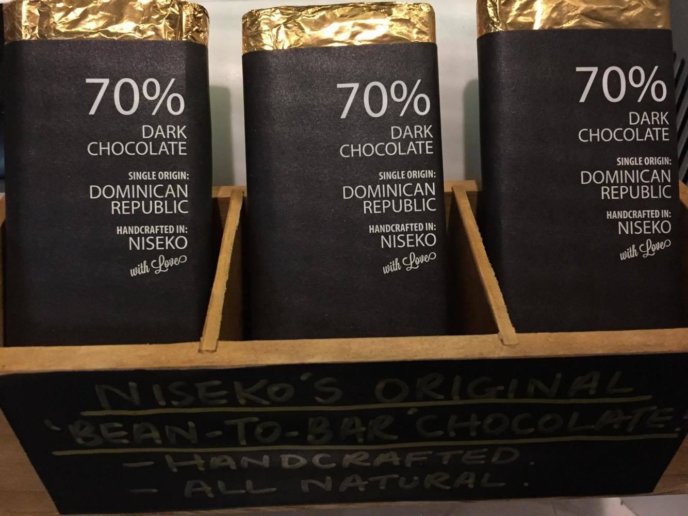 70%
DARK
CHOCOLATE
SINGLE ORIGIN:
DOMINICAN
REPUBLIC
HANDCRAFTED IN:
NISEKO
with Love
70%
DARK
CHOCOLATE
SINGLE ORIGIN:
DOMINICAN
REPUBLIC
HANDCRAFTED IN:
NISEKO
with Love
70%
DARK
CHOCOLATE
SINGLE ORIGIN:
DOMINICAN
REPUBLIC
HANDCRAFTED IN:
NISEKO
with Love
NISEKO'S ORIGINAL
'BEAN-TO-BAR' CHOCOLATE.
- HANDCRAFTED.
- ALL NATURAL.